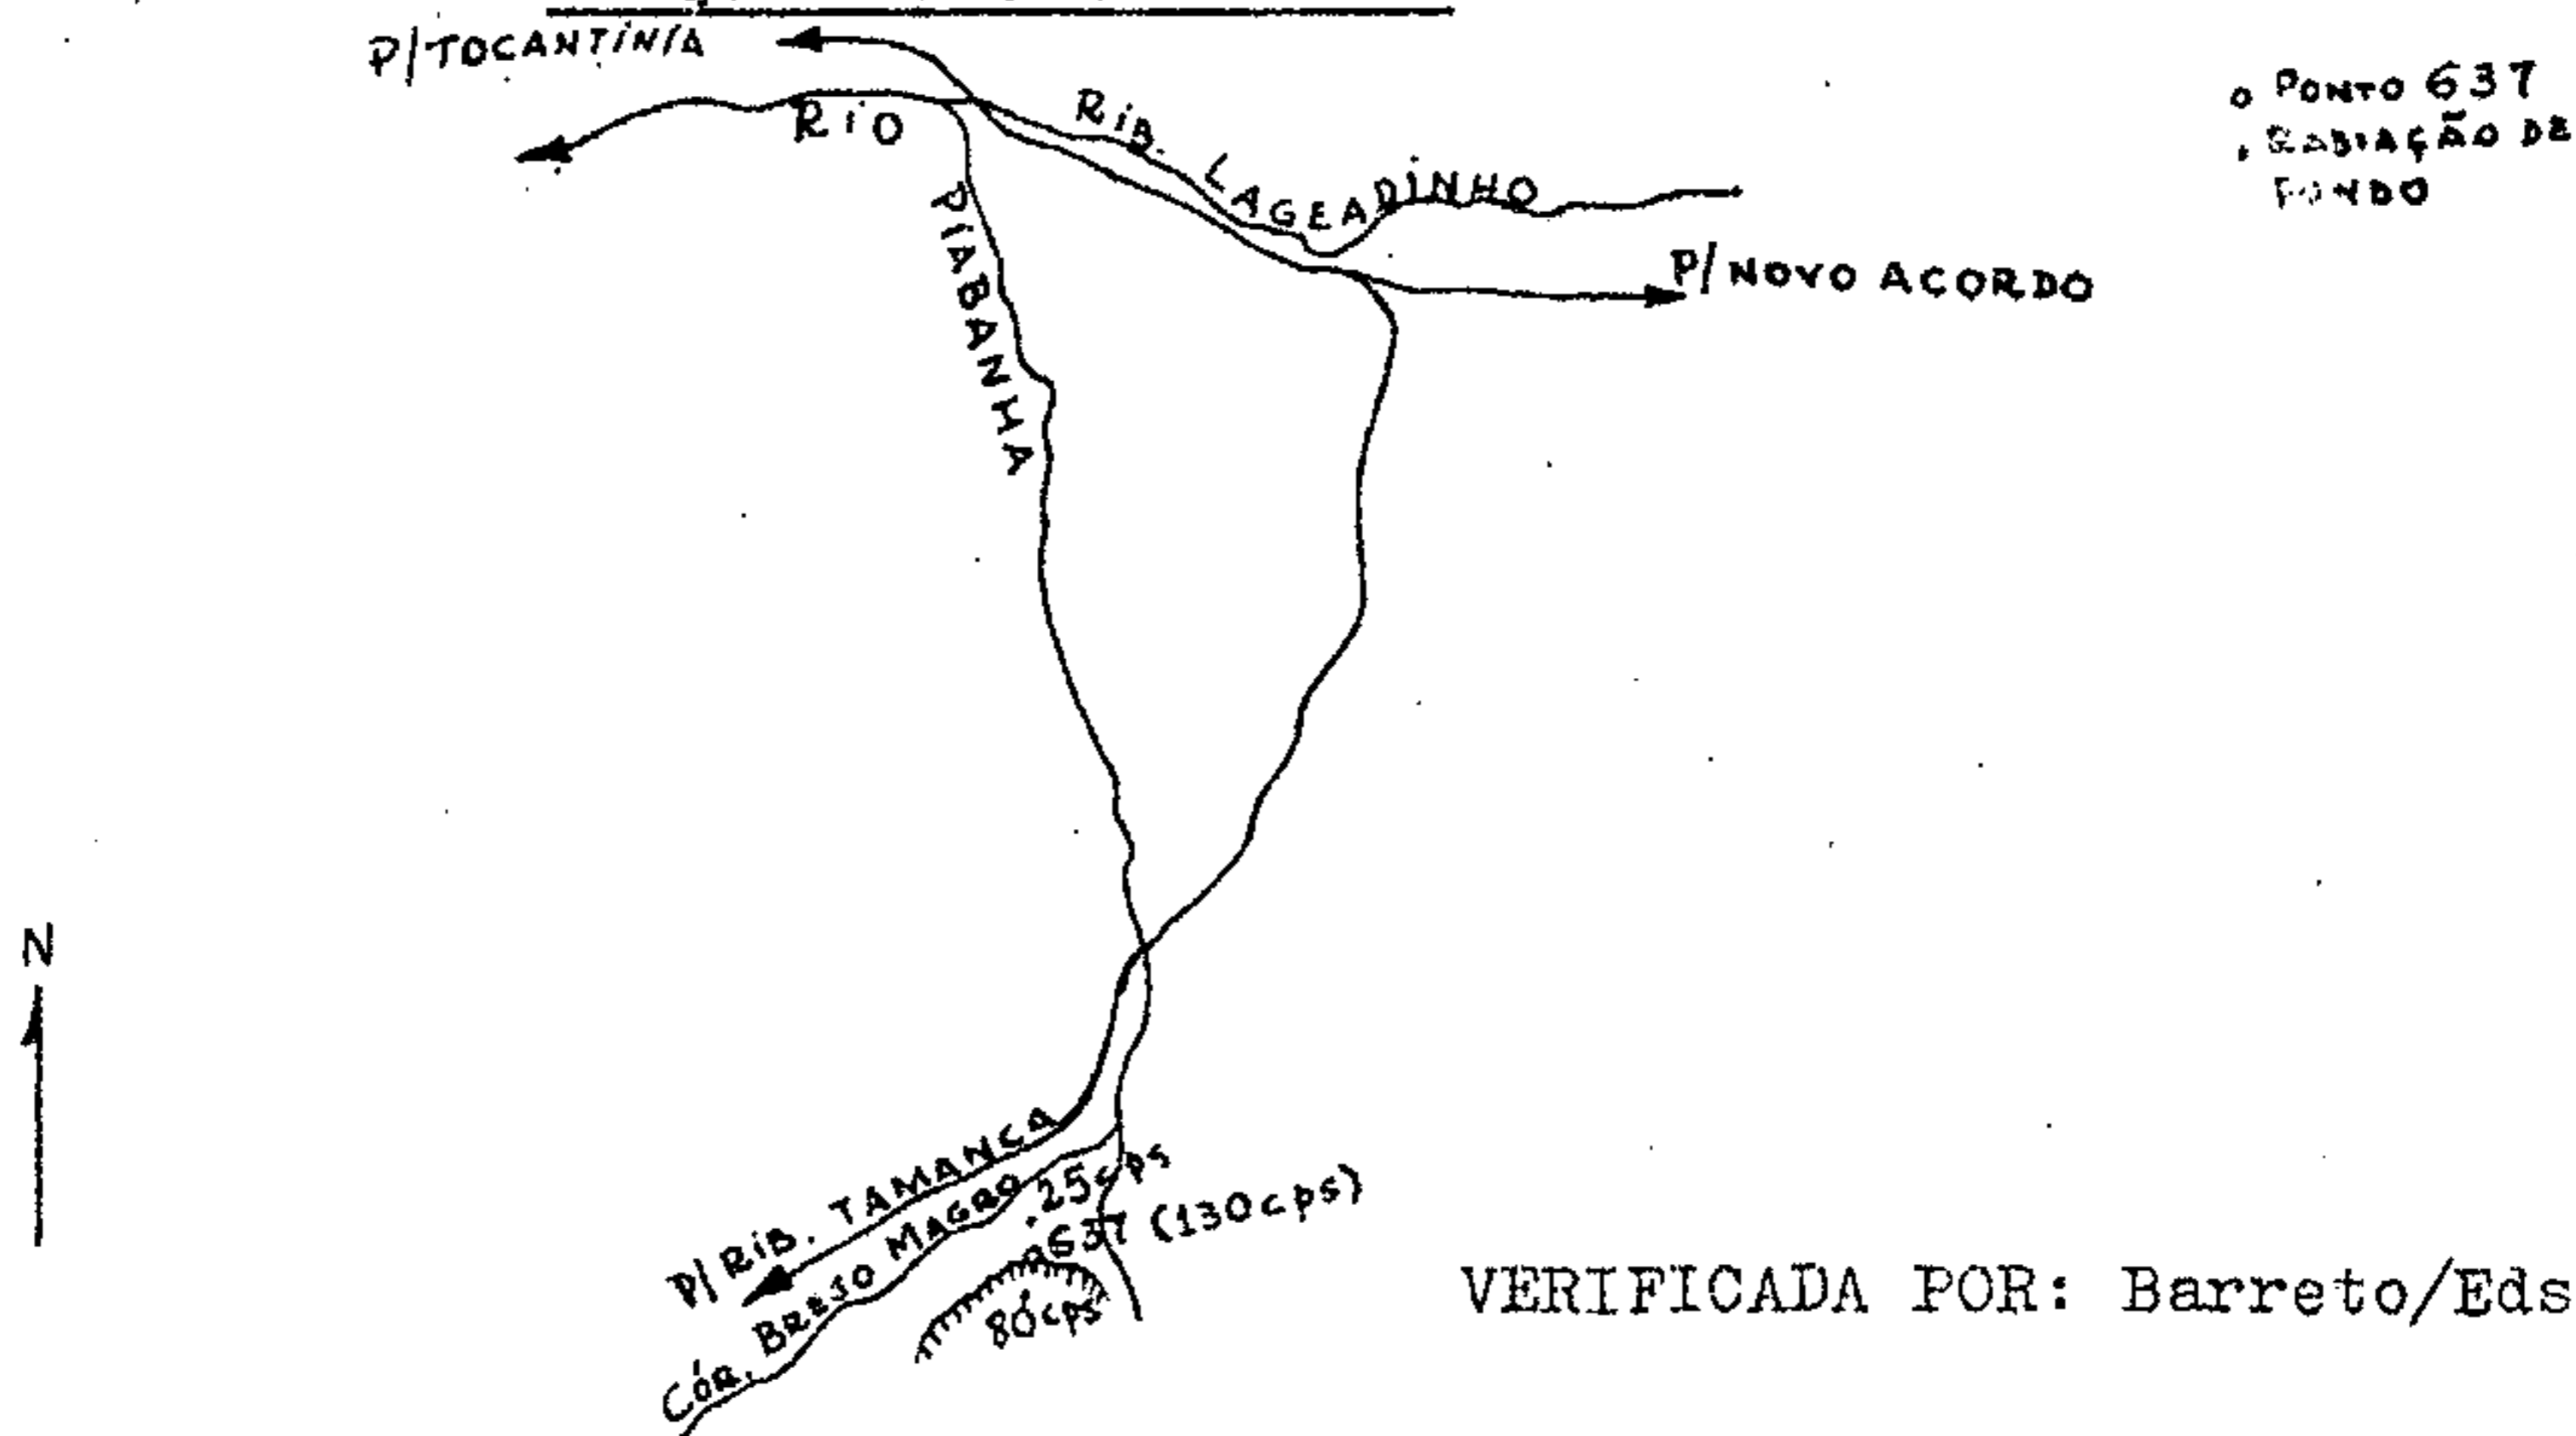 P/TOCANTÍNIA
RIO
PIABANHA
RIB. LAGEADINHO
P/NOVO ACORDO
o PONTO 637
. RADIAÇÃO DE
FUNDO
N
P/ RIB. TAMANCA
CÓR. BREJO MAGRO
.25cps
o637 (130cps)
80cps
VERIFICADA POR: Barreto/Eds